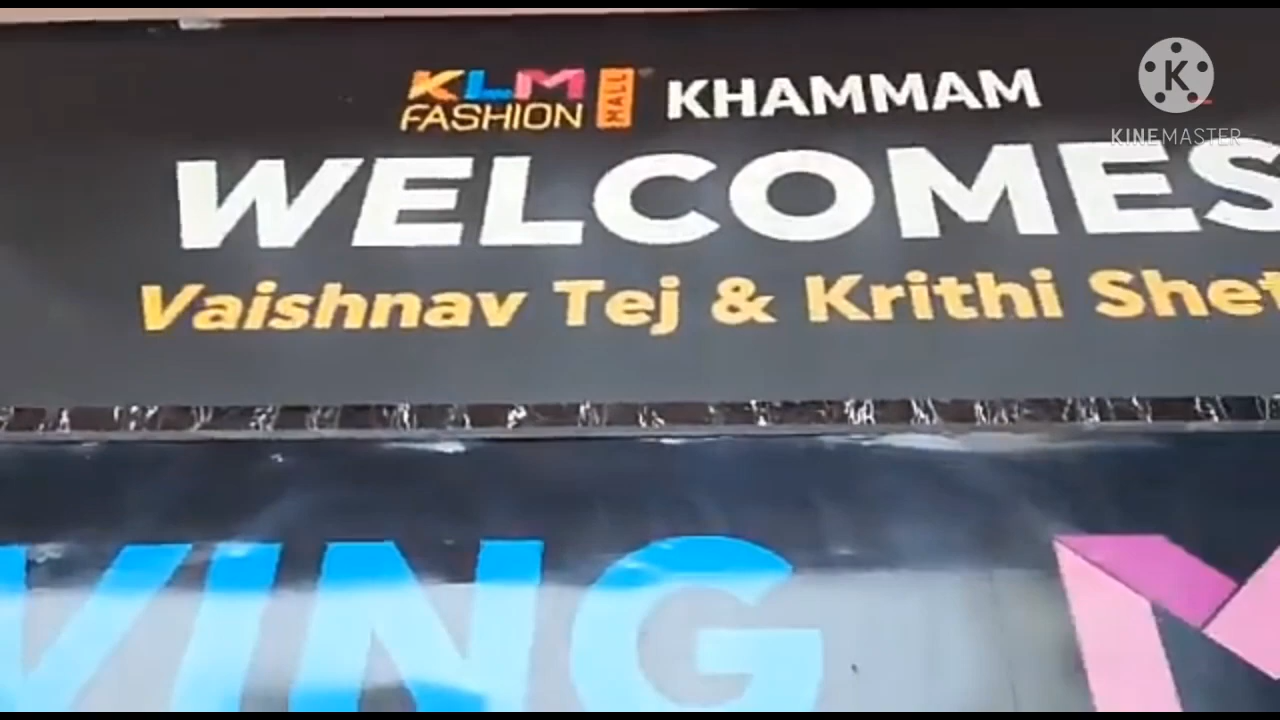 KLM FASHION MALL KHAMMAM
KINEMASTER
WELCOMES
Vaishnav Tej & Krithi Shet
VING M